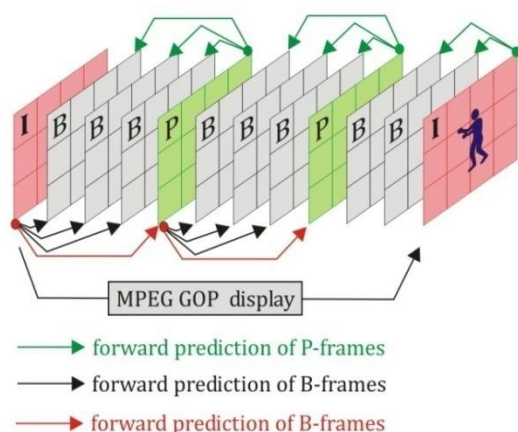 I B B B P B B B P B B I
MPEG GOP display
forward prediction of P-frames
forward prediction of B-frames
forward prediction of B-frames